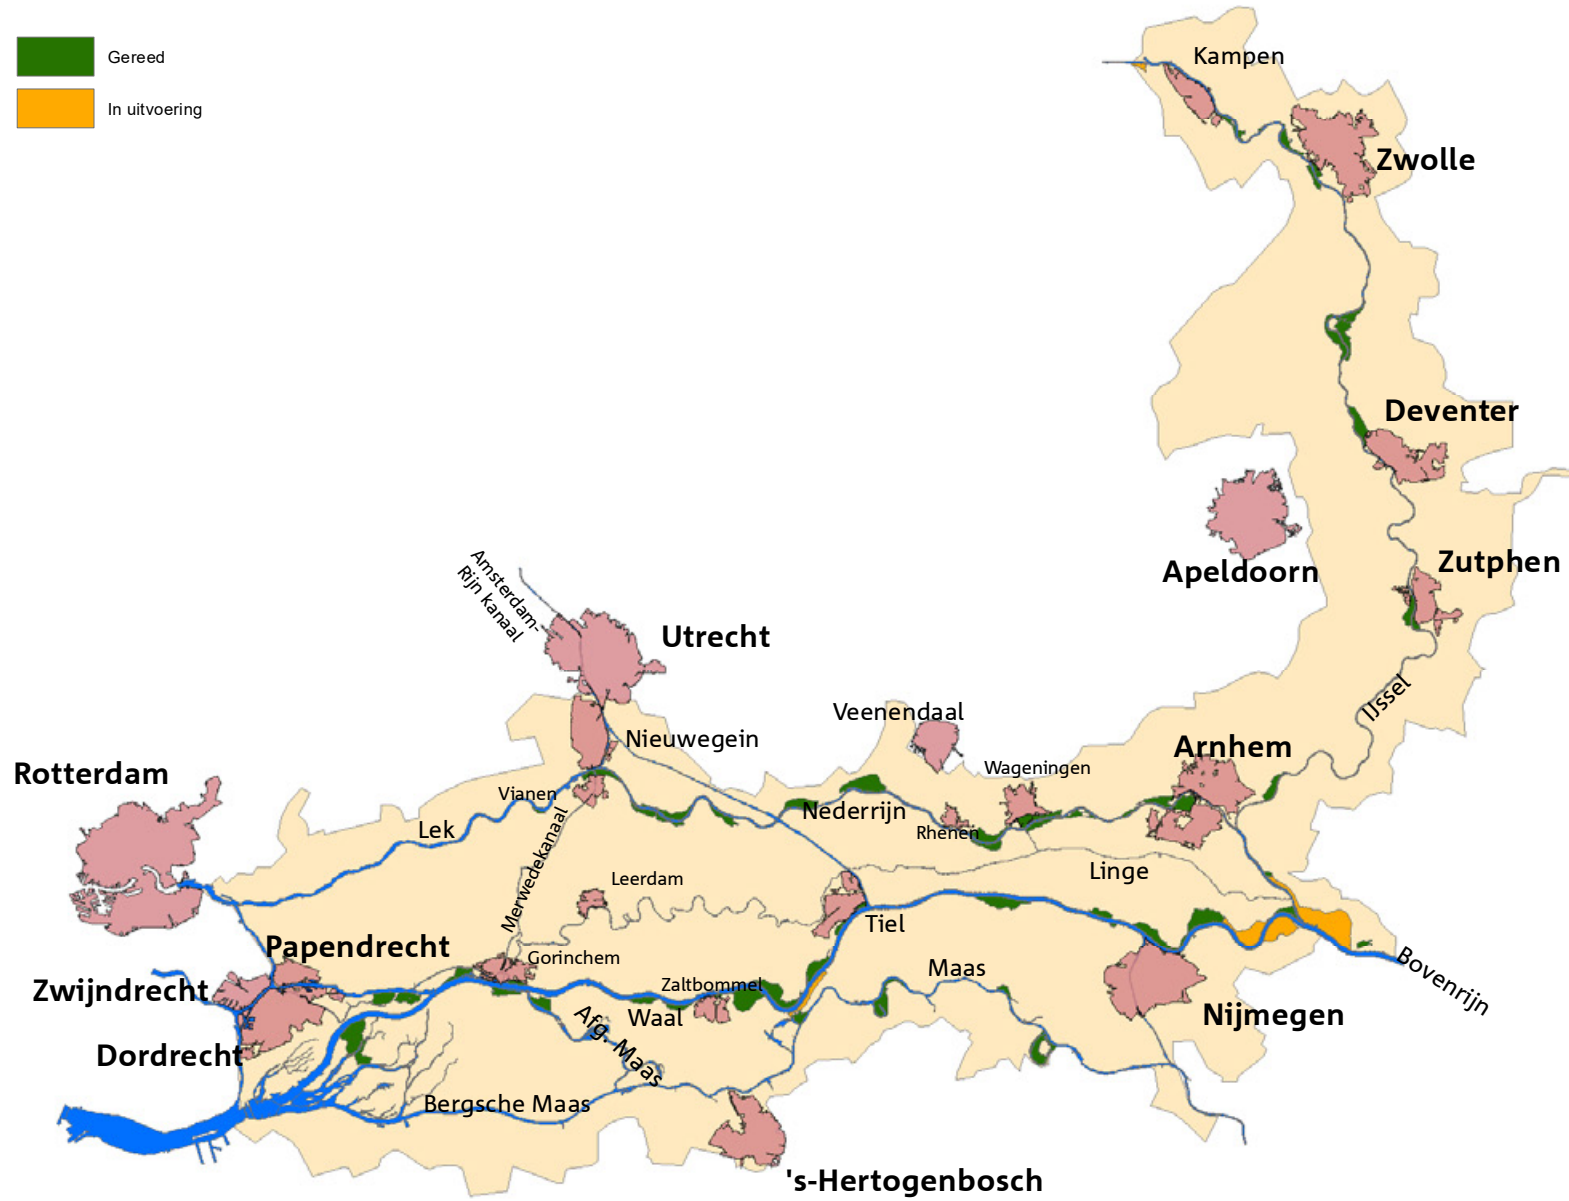 Gereed
In uitvoering
Kampen
Zwolle
Deventer
Apeldoorn
Zutphen
Amsterdam-
Rijn kanaal
Utrecht
IJssel
Veenendaal
Nieuwegein
Arnhem
Rotterdam
Wageningen
Vianen
Nederrijn
Lek
Rhenen
Merwedekanaal
Linge
Leerdam
Tiel
Papendrecht
Gorinchem
Maas
Bovenrijn
Zwijndrecht
Zaltbommel
Waal
Nijmegen
Afg. Maas
Dordrecht
Bergsche Maas
's-Hertogenbosch